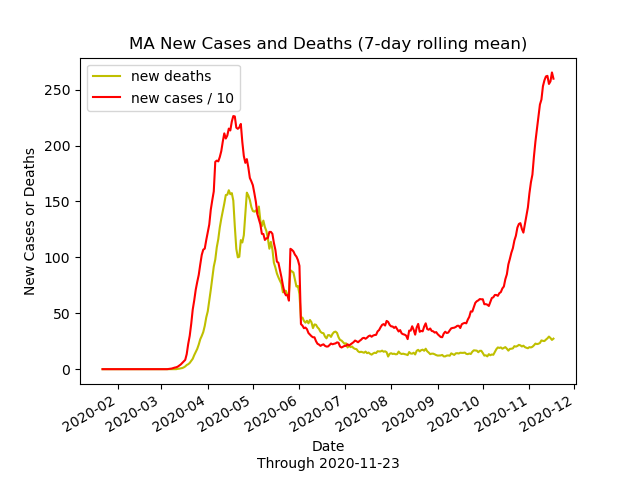 MA New Cases and Deaths (7-day rolling mean)
new deaths
new cases / 10
250
200
150
100
50
0
New Cases or Deaths
2020-02
2020-03
2020-04
2020-05
2020-06
2020-07
2020-08
2020-09
2020-10
2020-11
2020-12
Date
Through 2020-11-23